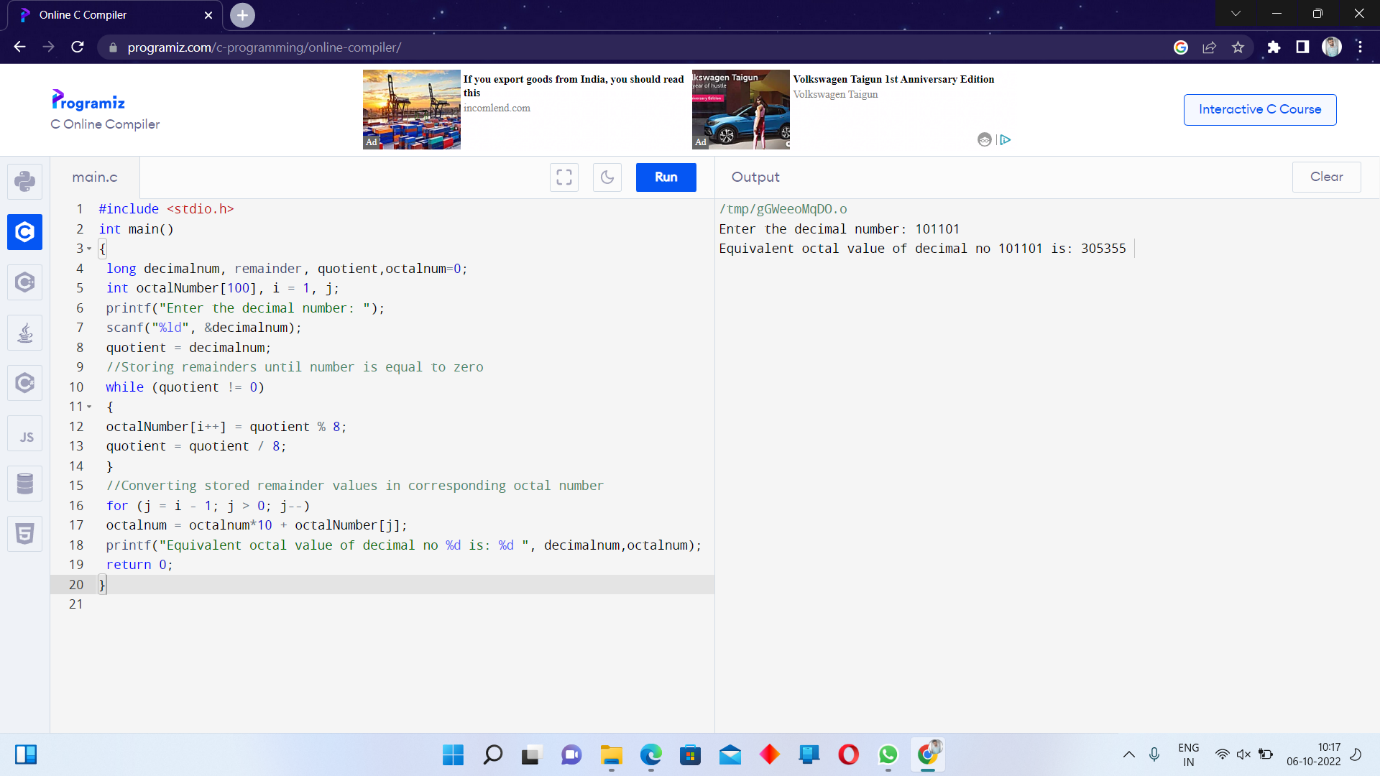 Online C Compiler
programiz.com/c-programming/online-compiler/
Programiz
C Online Compiler
If you export goods from India, you should read
this
incomlend.com
Ad
lkswagen Taigun
year of hustle
Volkswagen Taigun 1st Anniversary Edition
Volkswagen Taigun
Ad
Interactive C Course
main.c
Run
Output
Clear
1 #include <stdio.h>
2 int main()
3 {
4 long decimalnum, remainder, quotient,octalnum=0;
5 int octalNumber[100], i = 1, j;
6 printf("Enter the decimal number: ");
7 scanf("%ld", &decimalnum);
8 quotient = decimalnum;
9 //Storing remainders until number is equal to zero
10 while (quotient != 0)
11 {
12 octalNumber[i++] = quotient % 8;
13 quotient = quotient / 8;
14 }
15 //Converting stored remainder values in corresponding octal number
16 for (j = i - 1; j > 0; j--)
17 octalnum = octalnum*10 + octalNumber[j];
18 printf("Equivalent octal value of decimal no %d is: %d ", decimalnum,octalnum);
19 return 0;
20 }
21
/tmp/gGWeeoMqDO.o
Enter the decimal number: 101101
Equivalent octal value of decimal no 101101 is: 305355
JS
ENG
IN
10:17
06-10-2022